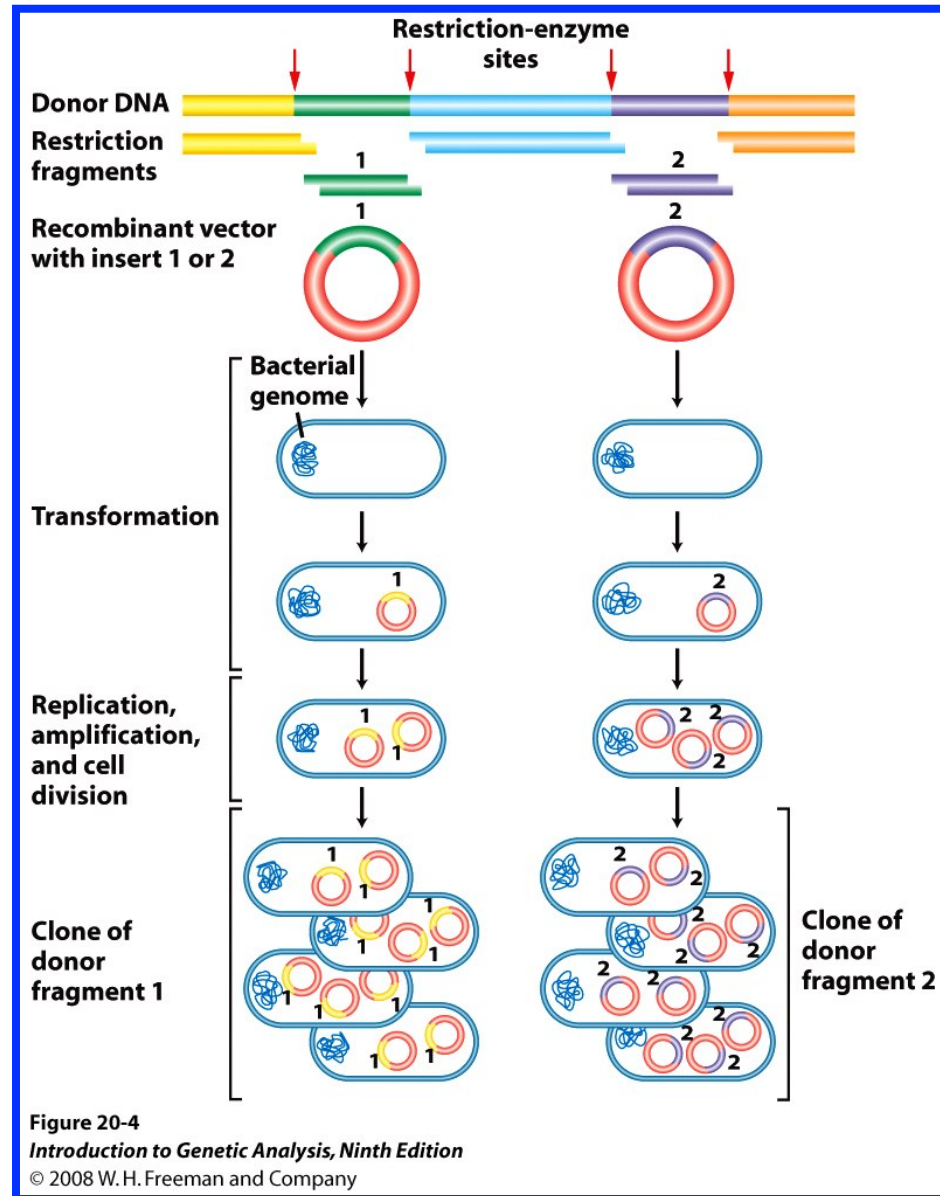 Restriction-enzyme
sites
Donor DNA
Restriction
fragments
1
2
1
2
Recombinant vector
with insert 1 or 2
Bacterial
genome
Transformation
1
2
Replication,
amplification,
and cell
division
1
1
2
2
2
Clone of
donor
fragment 1
1
1
1
1
1
1
1
1
1
1
2
2
2
2
2
2
2
2
2
2
Clone of
donor
fragment 2
Figure 20-4
Introduction to Genetic Analysis, Ninth Edition
© 2008 W. H. Freeman and Company